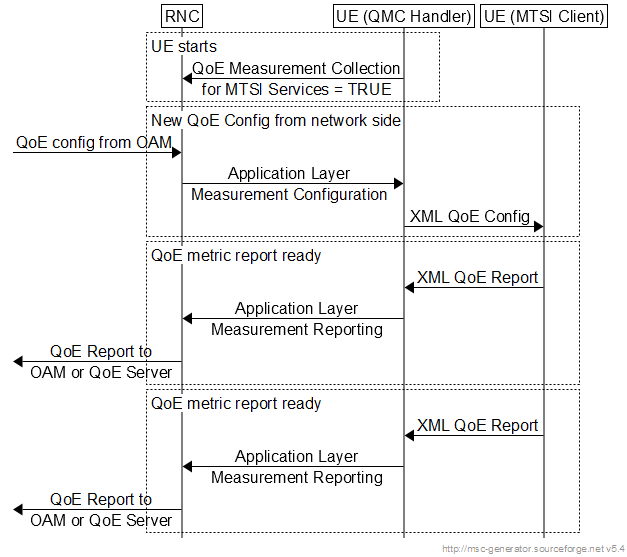 RNC
UE (QMC Handler)
UE (MTSI Client)
UE starts
QoE Measurement Collection
for MTSI Services = TRUE
New QoE Config from network side
QoE config from OAM
Application Layer
Measurement Configuration
XML QoE Config
QoE metric report ready
XML QoE Report
Application Layer
Measurement Reporting
QoE Report to
OAM or QoE Server
QoE metric report ready
XML QoE Report
Application Layer
Measurement Reporting
QoE Report to
OAM or QoE Server
http://msc-generator.sourceforge.net v5.4